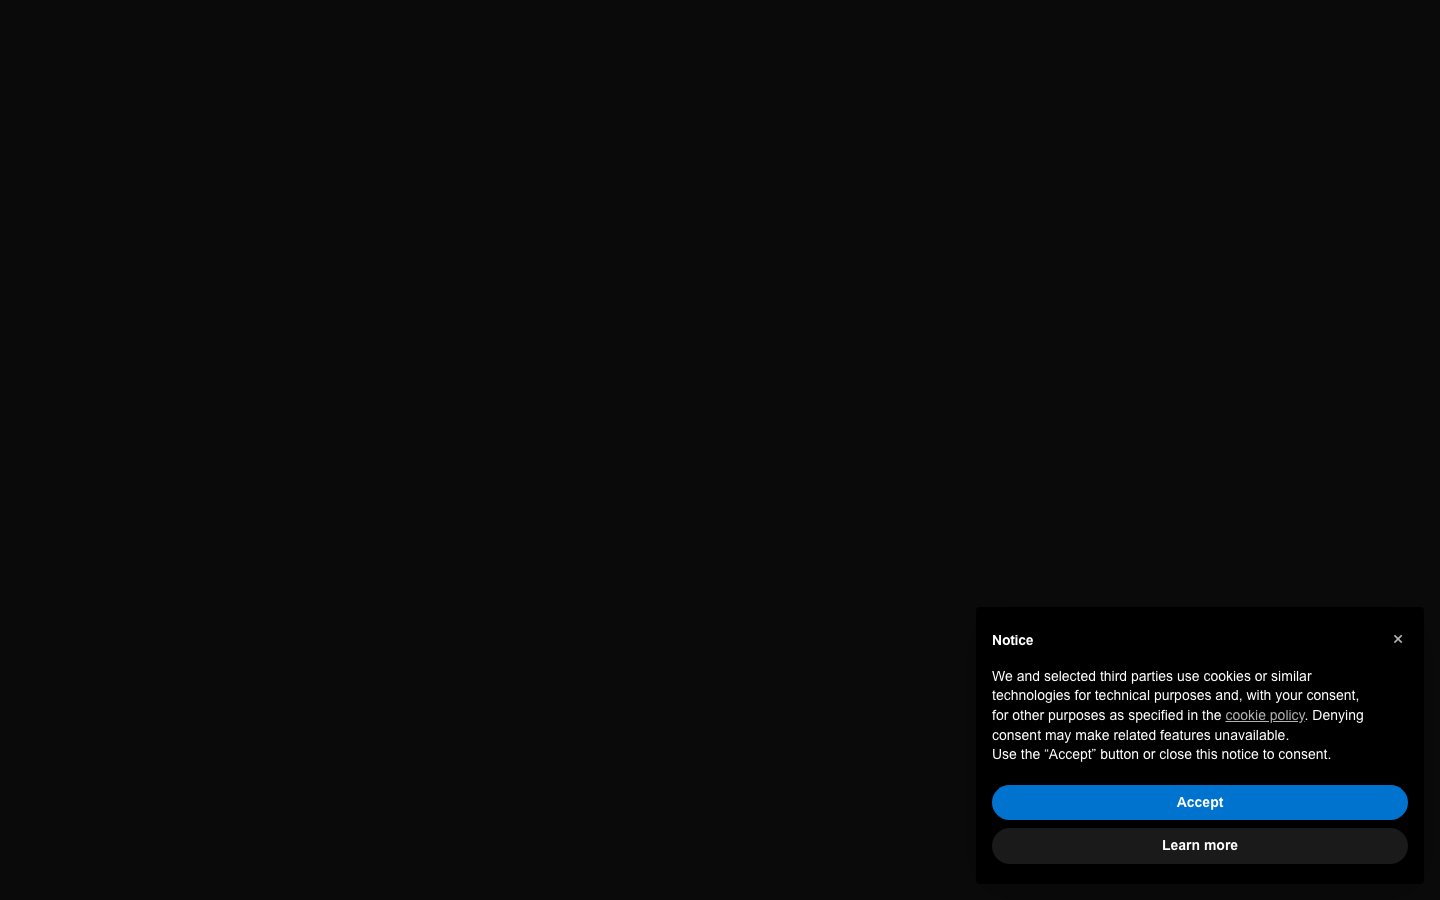 Notice
×
We and selected third parties use cookies or similar
technologies for technical purposes and, with your consent,
for other purposes as specified in the cookie policy. Denying
consent may make related features unavailable.
Use the “Accept” button or close this notice to consent.
Accept
Learn more